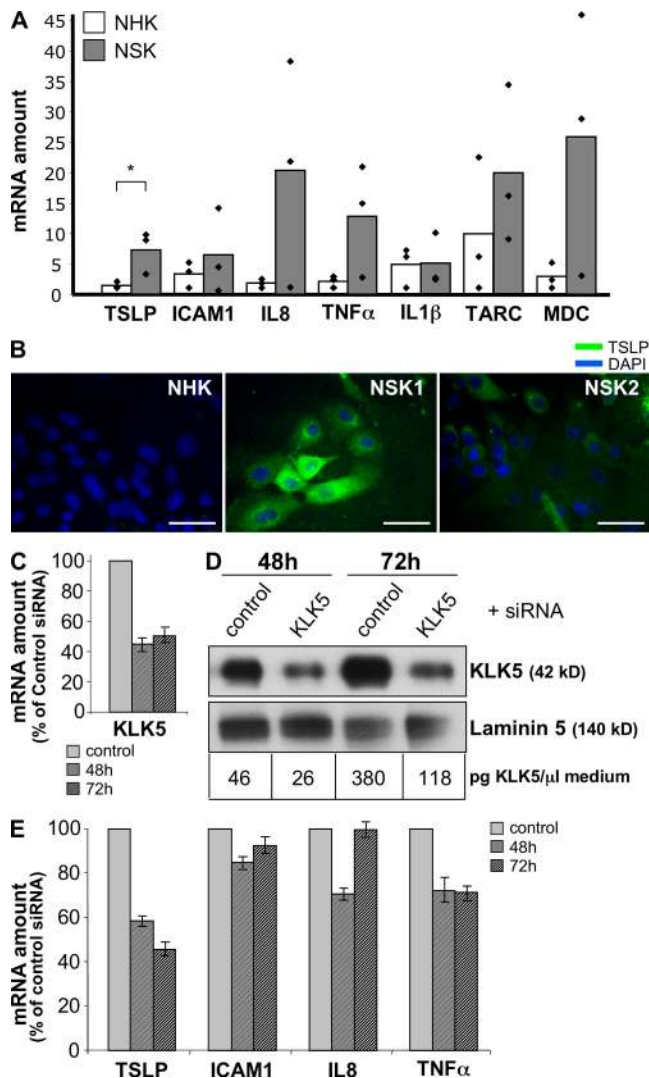 A
NHK
NSK
mRNA amount
45
40
35
30
25
20
15
10
5
0
*
TSLP ICAM1 IL8 TNFα IL1β TARC MDC
B
TSLP
DAPI
NHK NSK1 NSK2
C
mRNA amount
(% of Control siRNA)
100
80
60
40
20
0
KLK5
control
48h
72h
D
48h 72h
control KLK5 control KLK5 + siRNA
KLK5 (42 kD)
Laminin 5 (140 kD)
46 26 380 118 pg KLK5/µl medium
E
mRNA amount
(% of control siRNA)
100
80
60
40
20
0
control
48h
72h
TSLP ICAM1 IL8 TNFα